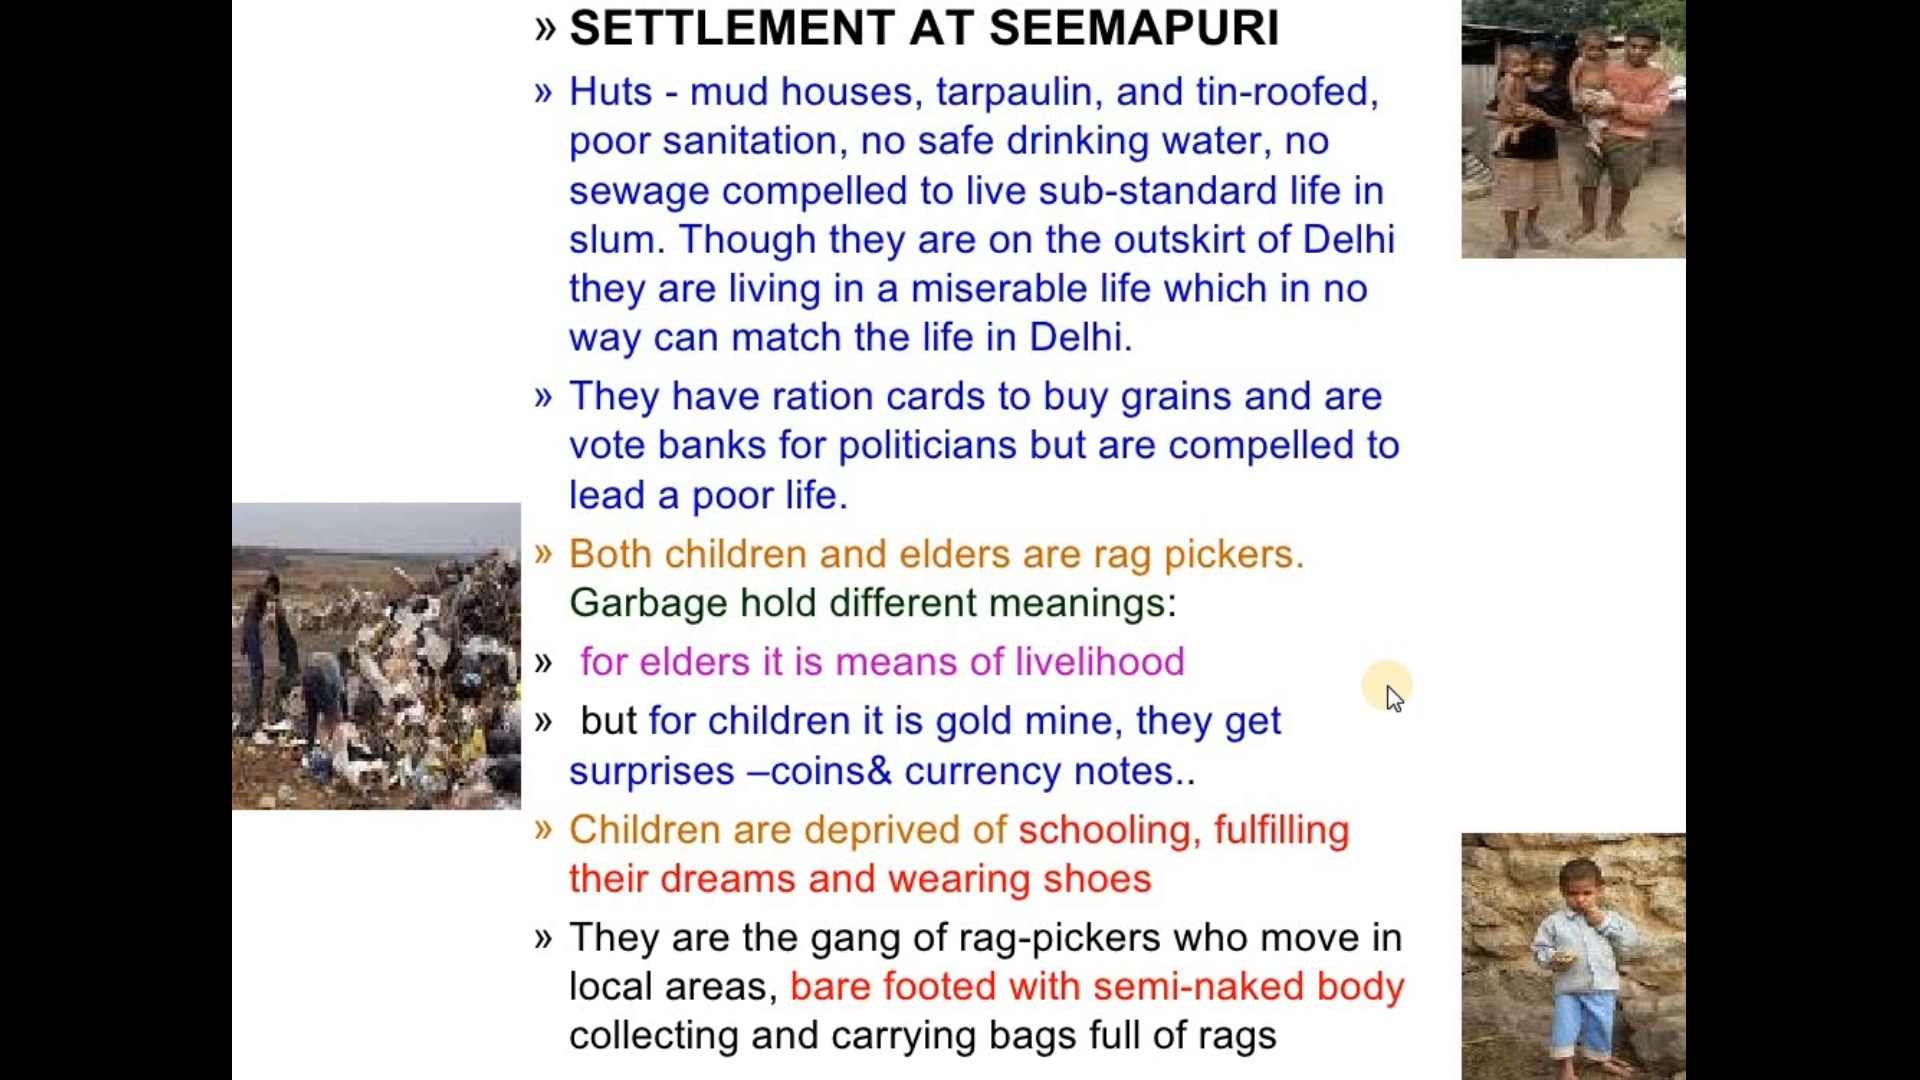 » SETTLEMENT AT SEEMAPURI
» Huts - mud houses, tarpaulin, and tin-roofed,
poor sanitation, no safe drinking water, no
sewage compelled to live sub-standard life in
slum. Though they are on the outskirt of Delhi
they are living in a miserable life which in no
way can match the life in Delhi.
» They have ration cards to buy grains and are
vote banks for politicians but are compelled to
lead a poor life.
» Both children and elders are rag pickers.
Garbage hold different meanings:
» for elders it is means of livelihood
» but for children it is gold mine, they get
surprises –coins& currency notes..
» Children are deprived of schooling, fulfilling
their dreams and wearing shoes
» They are the gang of rag-pickers who move in
local areas, bare footed with semi-naked body
collecting and carrying bags full of rags